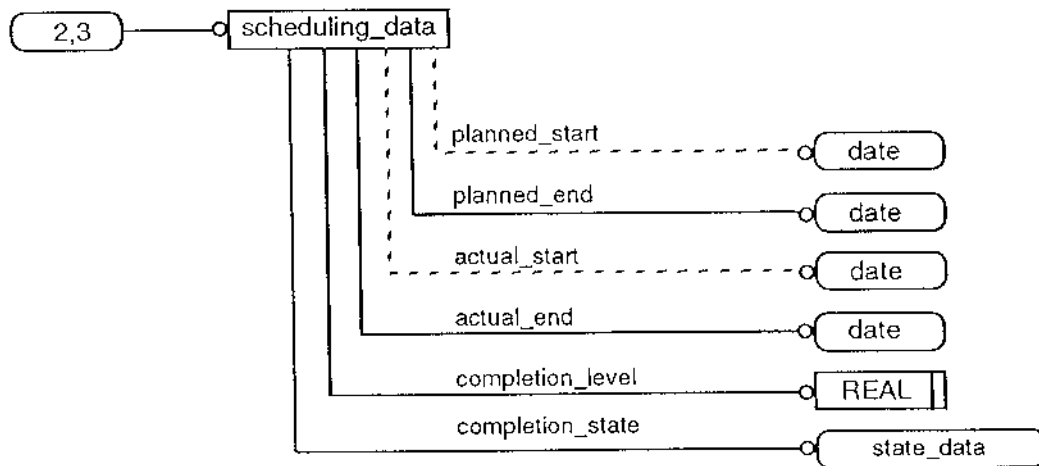 2,3
scheduling_data
planned_start
date
planned_end
date
actual_start
date
actual_end
date
completion_level
REAL
completion_state
state_data